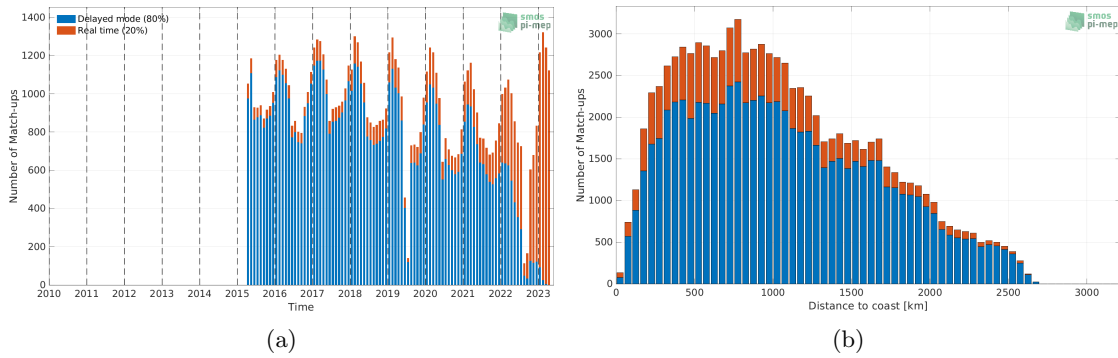 Delayed mode (80%)
Real time (20%)
smos
pi-mep
Number of Match-ups
1400
1200
1000
800
600
400
200
0
2010 2011 2012 2013 2014 2015 2016 2017 2018 2019 2020 2021 2022 2023
Time
(a)
smos
pi-mep
Number of Match-ups
3000
2500
2000
1500
1000
500
0
0 500 1000 1500 2000 2500 3000
Distance to coast [km]
(b)